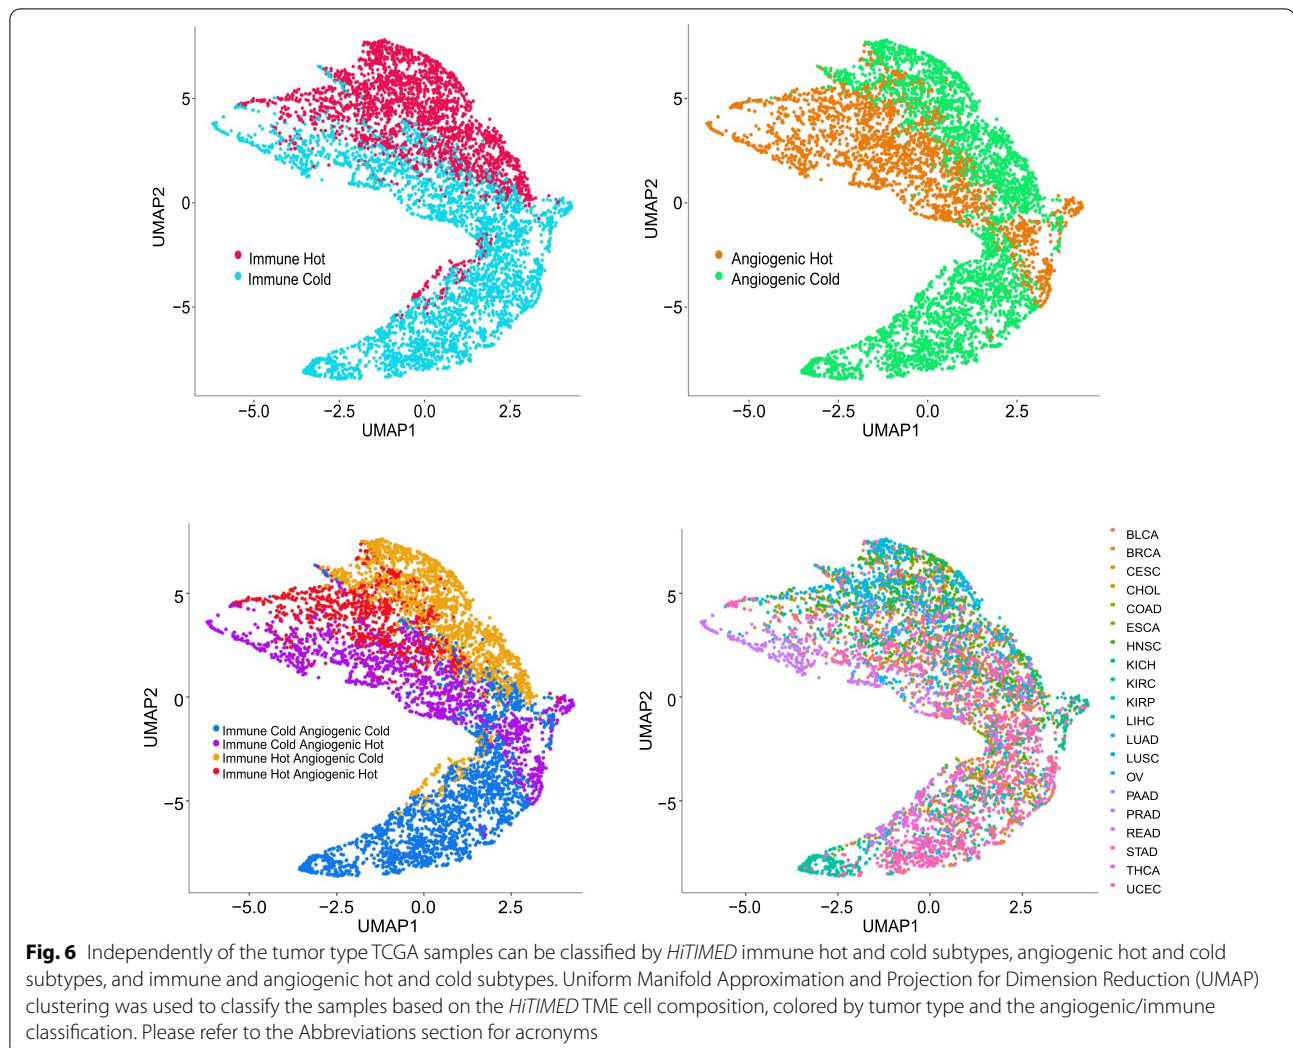 5
0
−5
UMAP2
Immune Hot
Immune Cold
−5.0 −2.5 0.0 2.5
UMAP1
5
0
−5
UMAP2
Angiogenic Hot
Angiogenic Cold
−5.0 −2.5 0.0 2.5
UMAP1
5
0
−5
UMAP2
Immune Cold Angiogenic Cold
Immune Cold Angiogenic Hot
Immune Hot Angiogenic Cold
Immune Hot Angiogenic Hot
−5.0 −2.5 0.0 2.5
UMAP1
5
0
−5
UMAP2
−5.0 −2.5 0.0 2.5
UMAP1
BLCA
BRCA
CESC
CHOL
COAD
ESCA
HNSC
KICH
KIRC
KIRP
LIHC
LUAD
LUSC
OV
PAAD
PRAD
READ
STAD
THCA
UCEC
Fig. 6 Independently of the tumor type TCGA samples can be classified by HiTIMED immune hot and cold subtypes, angiogenic hot and cold
subtypes, and immune and angiogenic hot and cold subtypes. Uniform Manifold Approximation and Projection for Dimension Reduction (UMAP)
clustering was used to classify the samples based on the HiTIMED TME cell composition, colored by tumor type and the angiogenic/immune
classification. Please refer to the Abbreviations section for acronyms